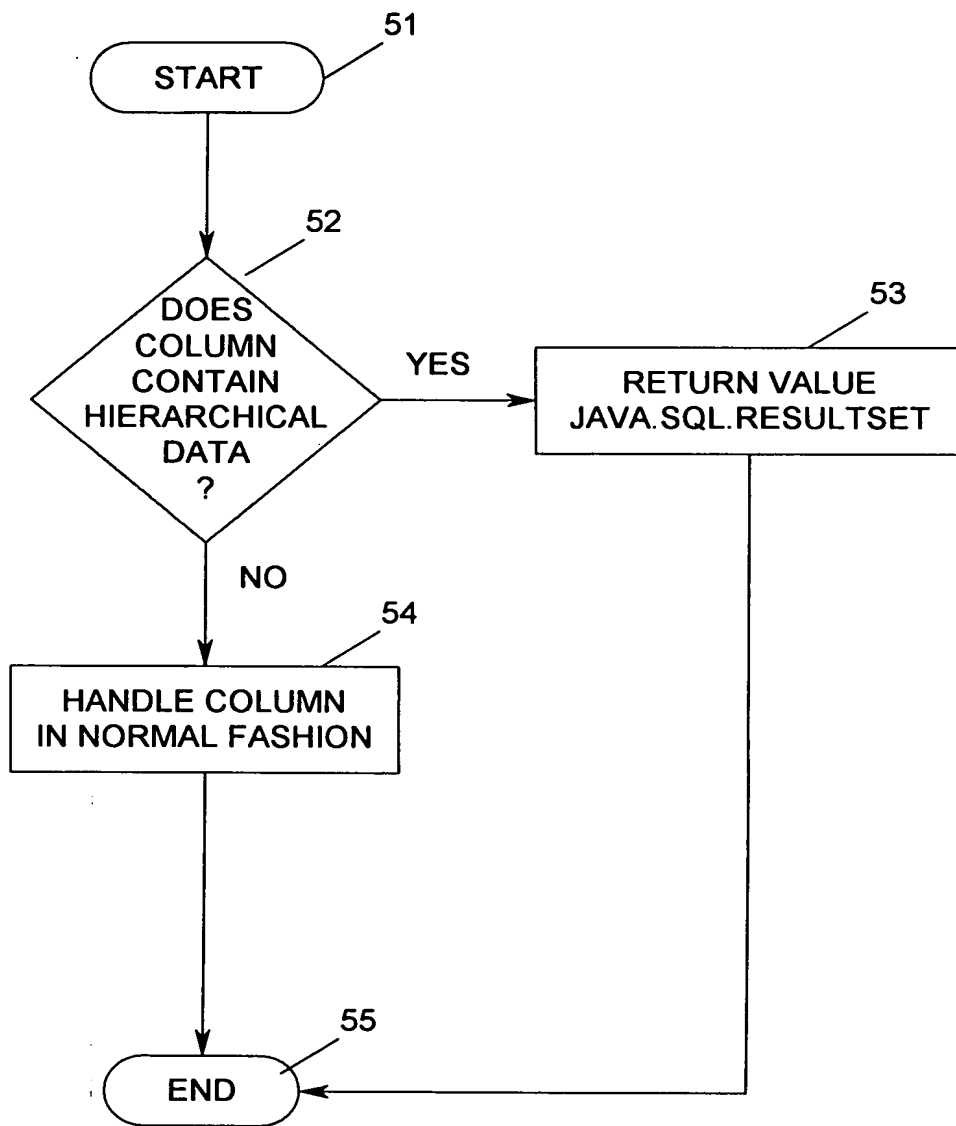 51
START
52
DOES
COLUMN
CONTAIN
HIERARCHICAL
DATA
?
YES
53
RETURN VALUE
JAVA.SQL.RESULTSET
NO
54
HANDLE COLUMN
IN NORMAL FASHION
55
END